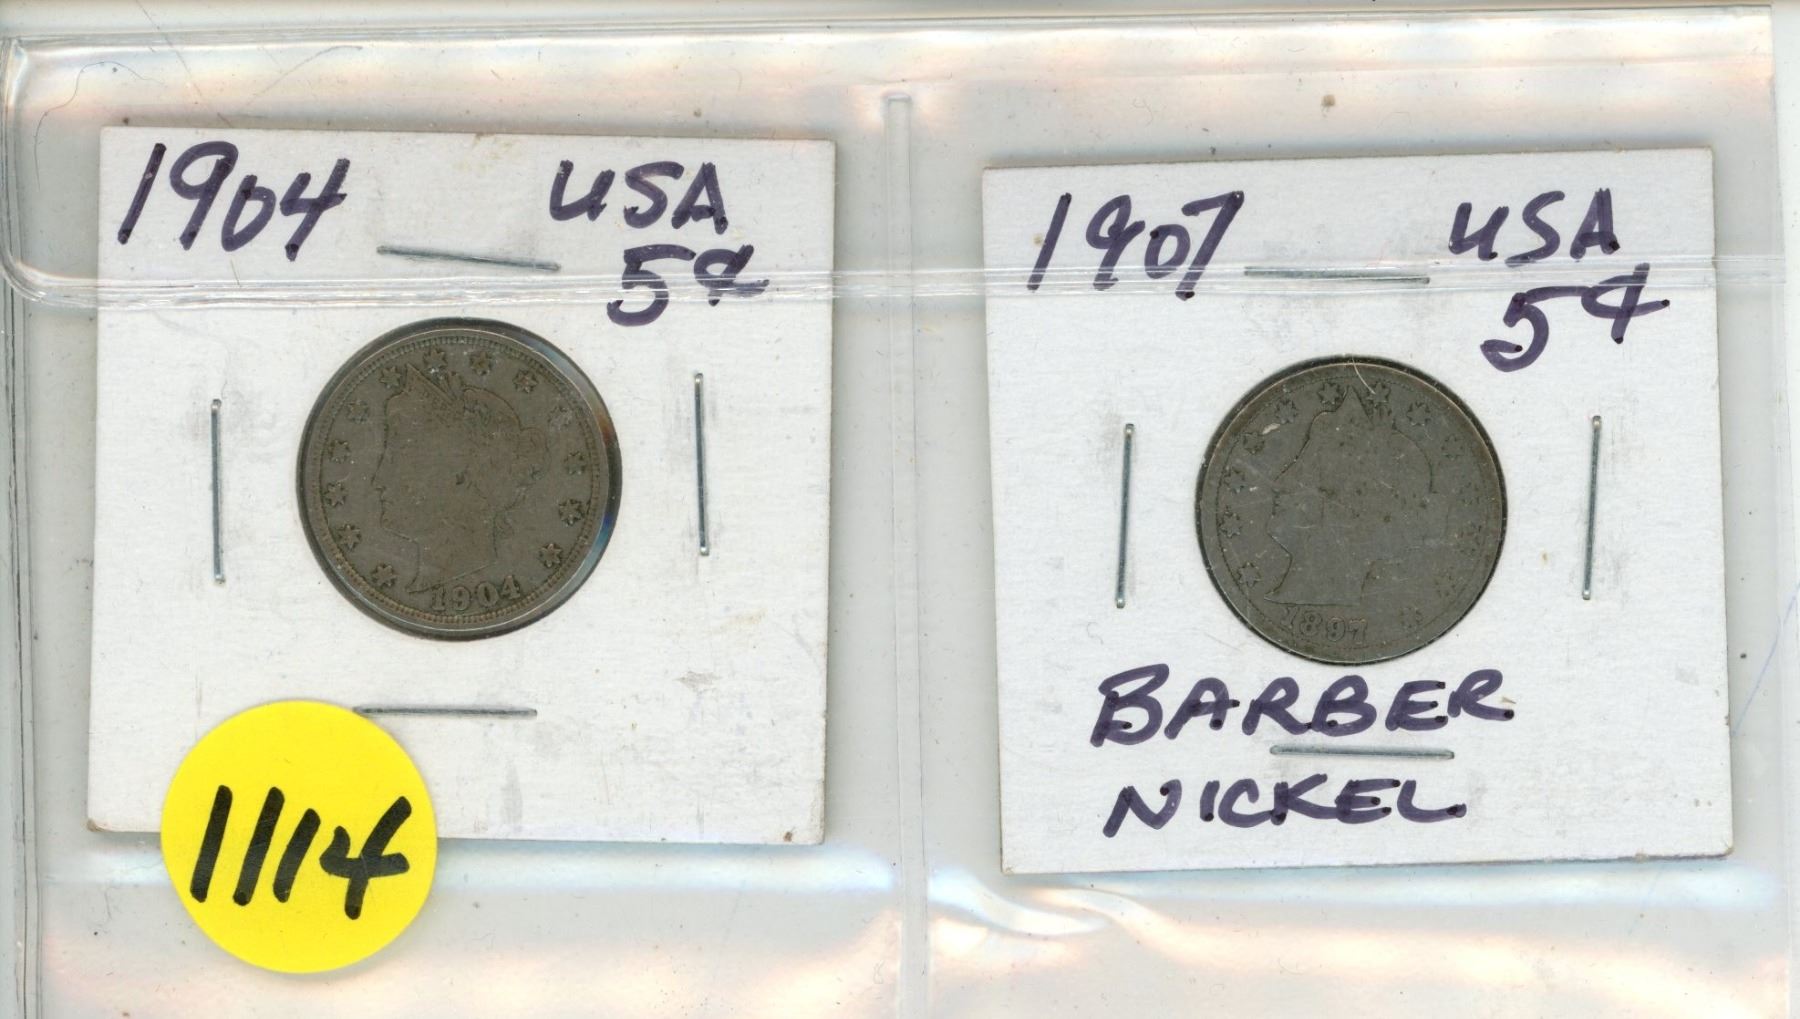 1904 USA
5¢
1904
1114
1907 USA
5¢
1897
BARBER
NICKEL